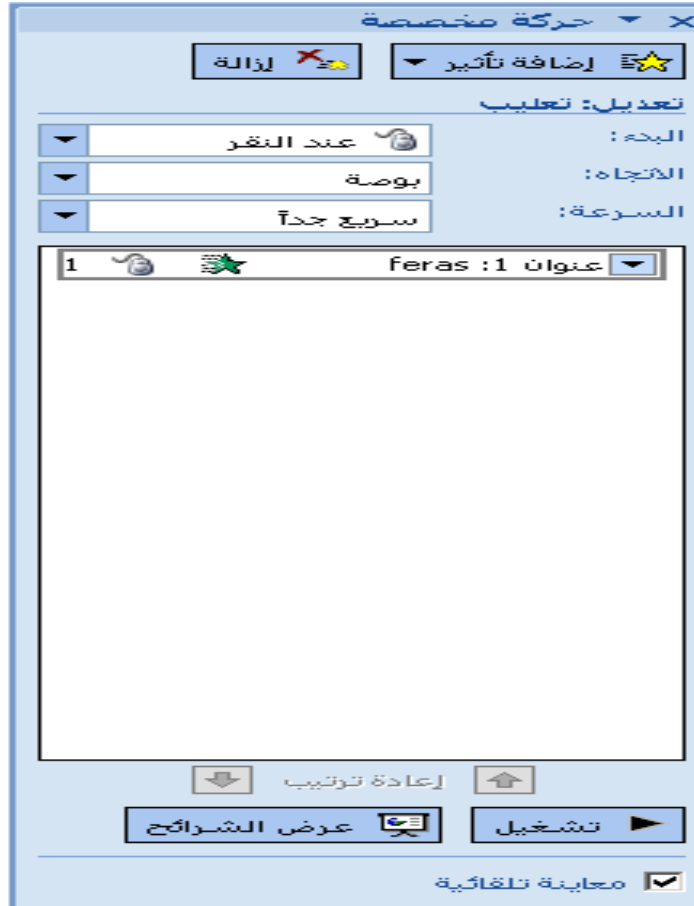 حركة مخصصة
إضافة تأثير إزالة
تعديل: تعليب
البدء: عند النقر
الاتجاه: بوصة
السرعة: سريع جداً
عنوان 1: feras 1
إعادة ترتيب
تشغيل عرض الشرائح
معاينة تلقائية